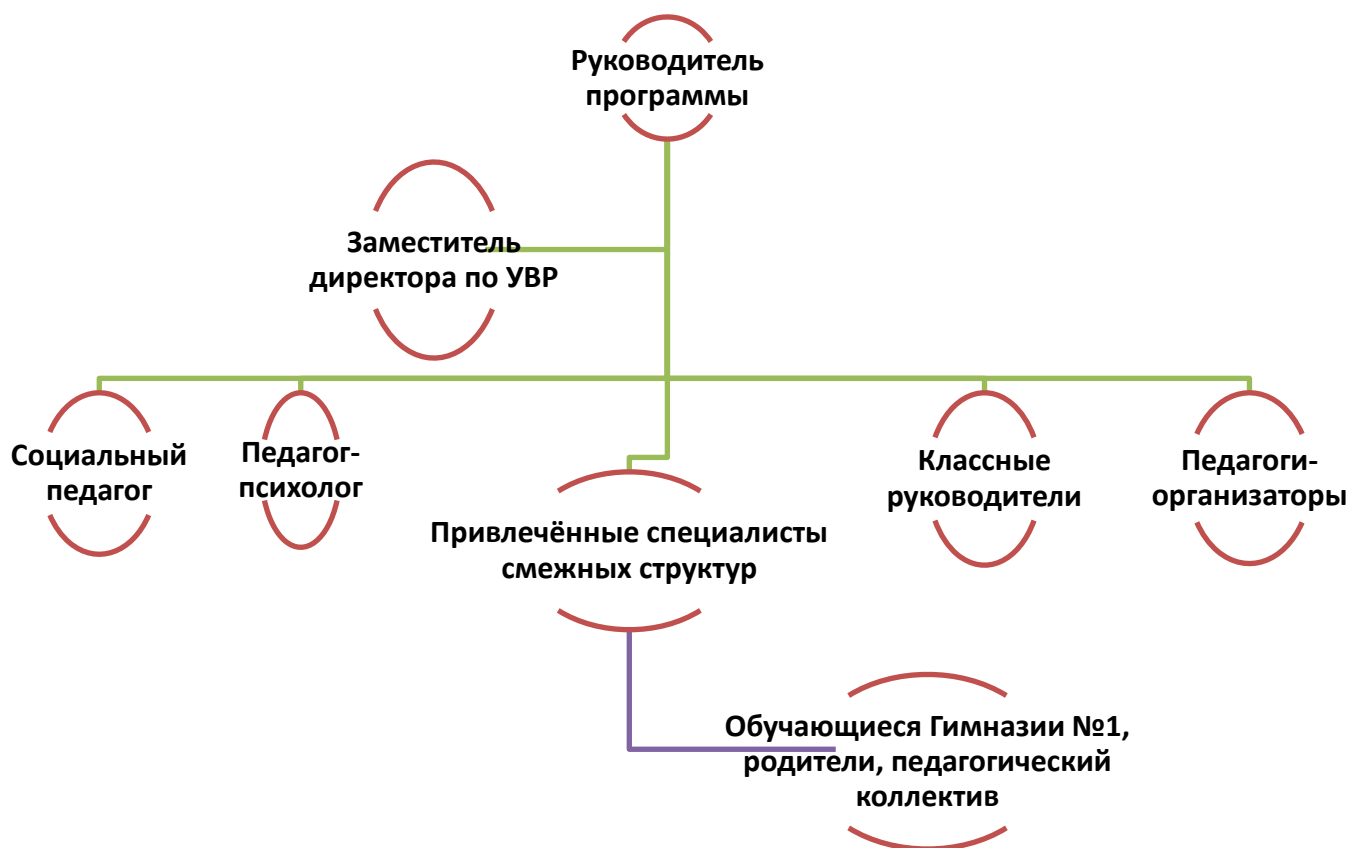 Руководитель
программы
Заместитель
директора по УВР
Социальный
педагог
Педагог-
психолог
Привлечённые специалисты
смежных структур
Классные
руководители
Педагоги-
организаторы
Обучающиеся Гимназии №1,
родители, педагогический
коллектив